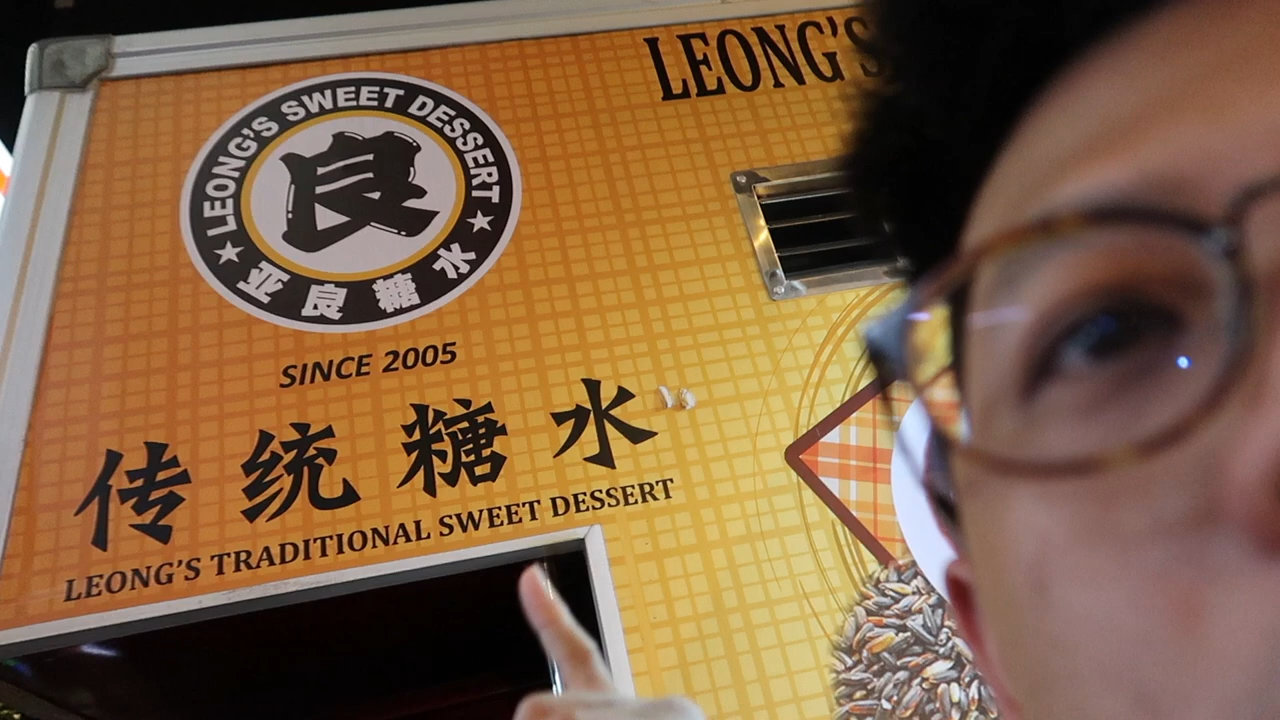 LEONG'S SWEET DESSERT
良
亚良糖水
LEONG'S
SINCE 2005
传统糖水
LEONG'S TRADITIONAL SWEET DESSERT